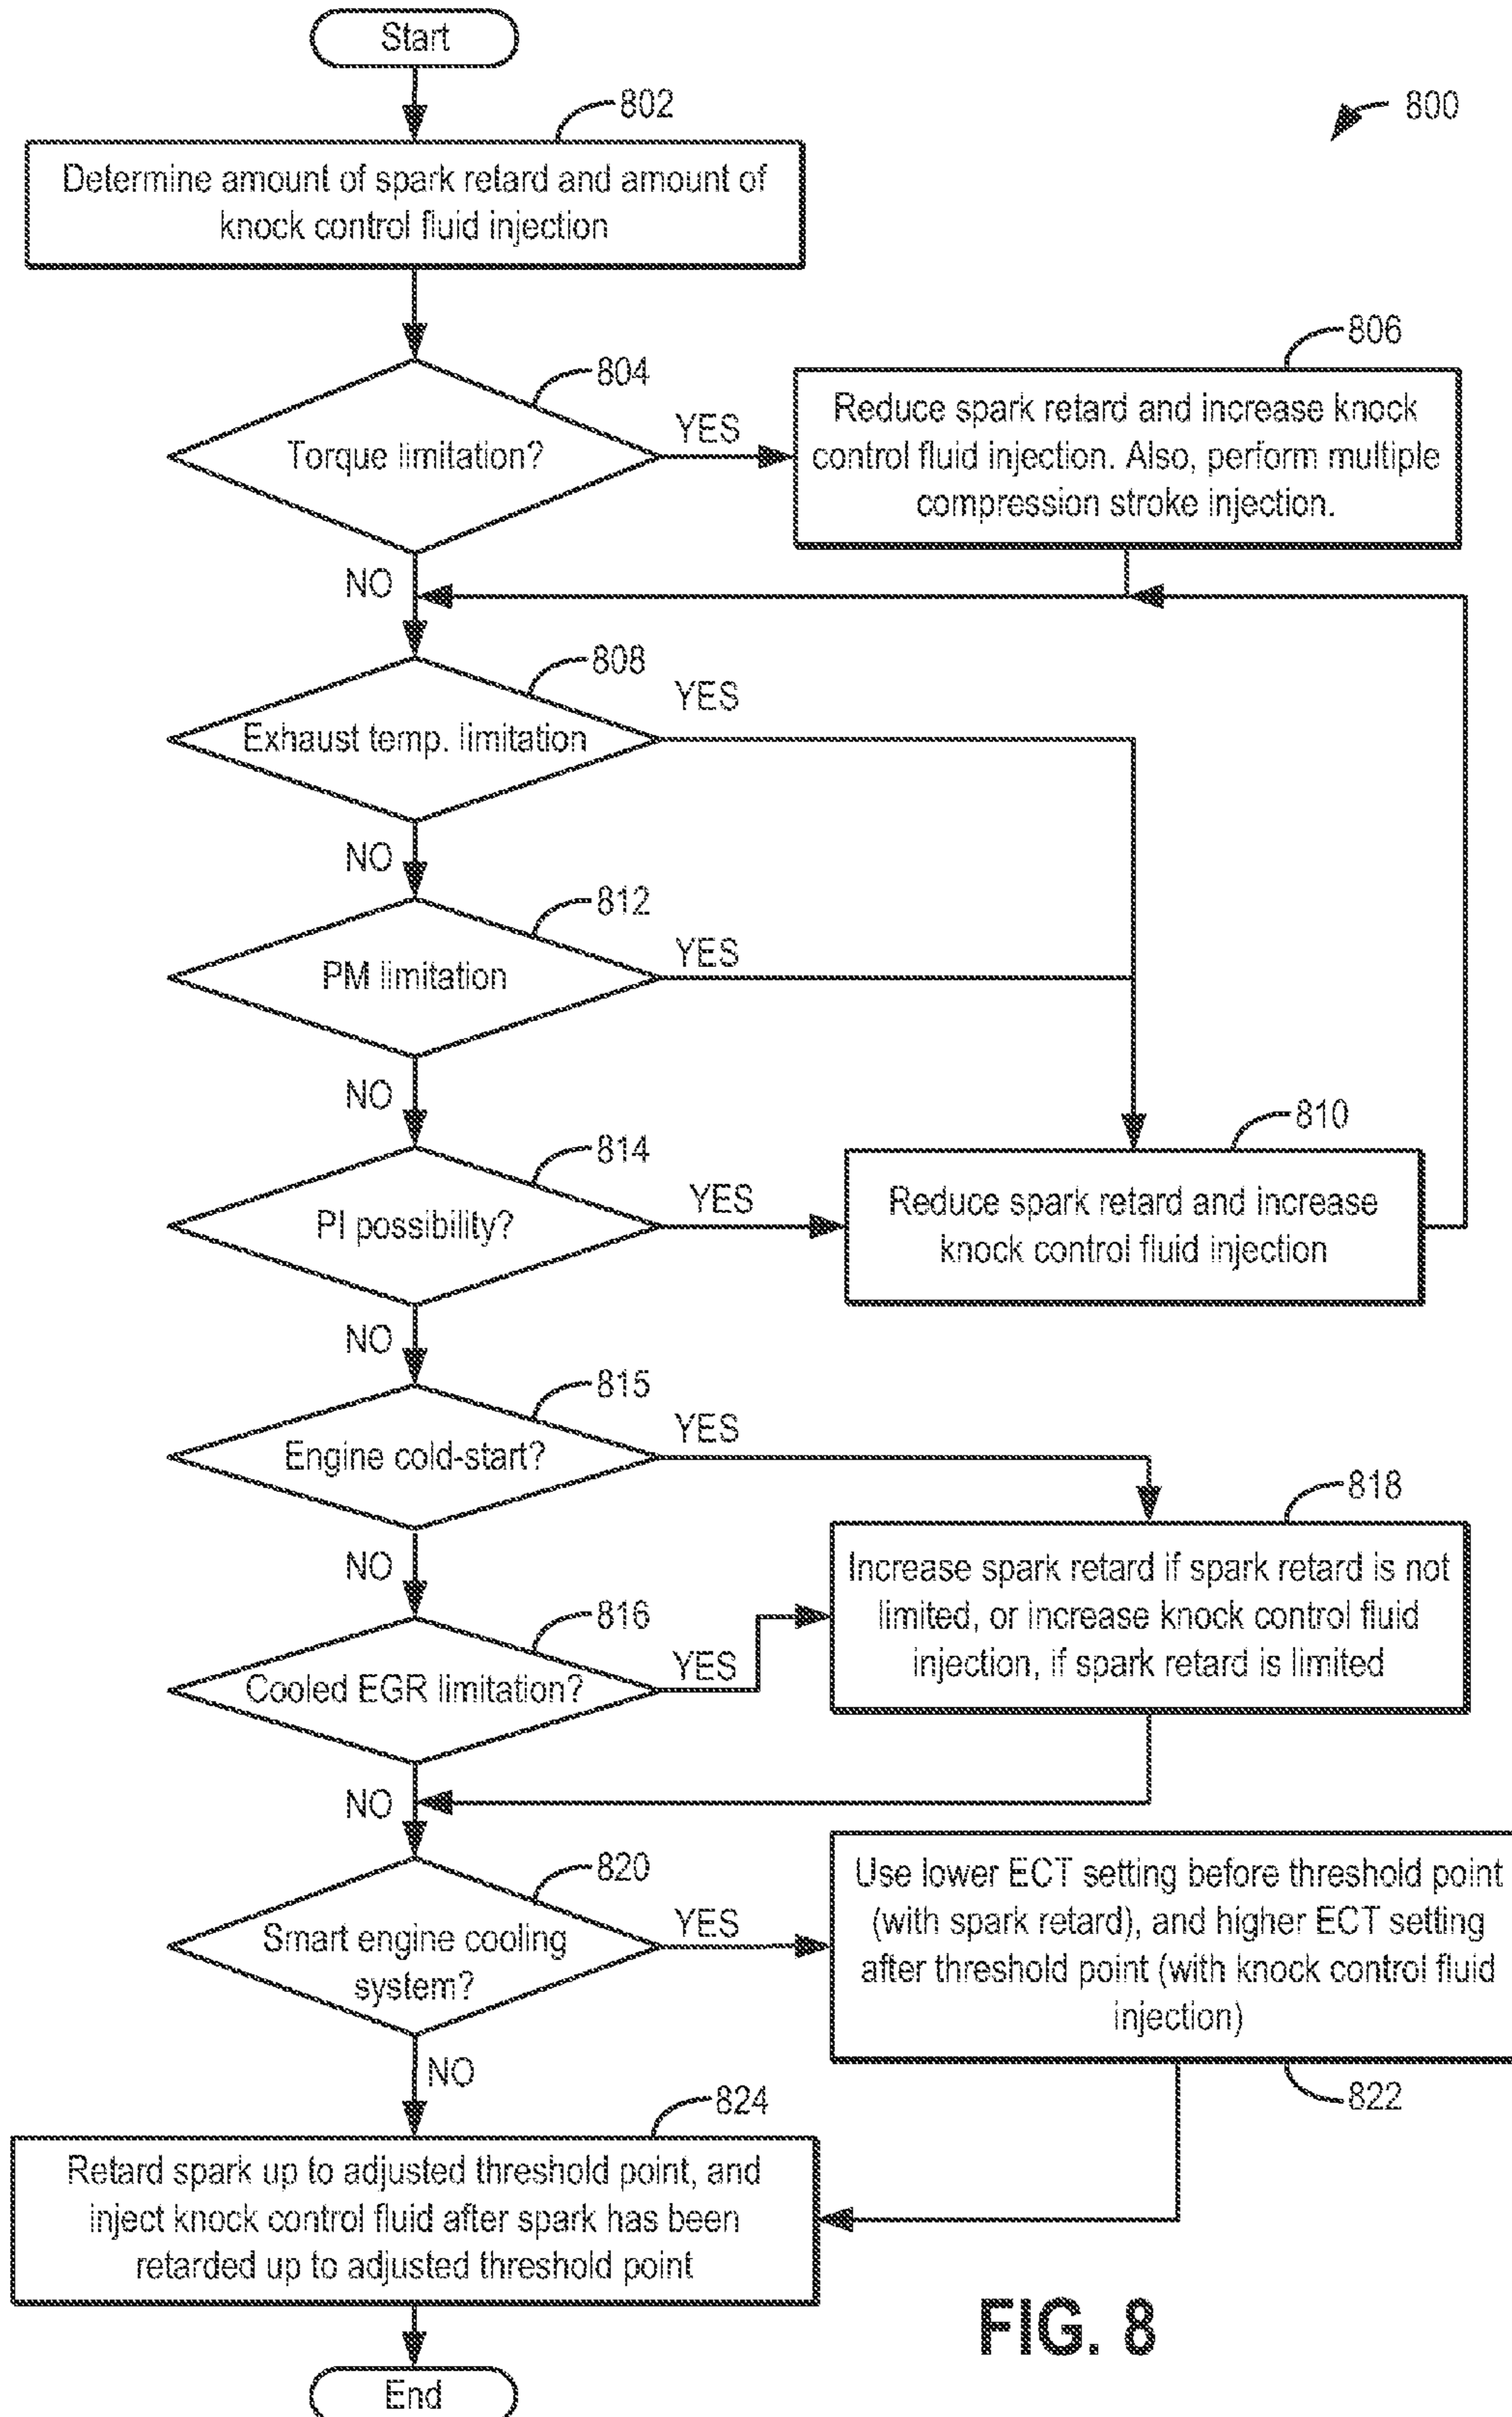 Start
800
802
Determine amount of spark retard and amount of
knock control fluid injection
804
Torque limitation?
YES
806
Reduce spark retard and increase knock
control fluid injection. Also, perform multiple
compression stroke injection.
NO
808
Exhaust temp. limitation
YES
NO
812
PM limitation
YES
NO
814
PI possibility?
YES
810
Reduce spark retard and increase
knock control fluid injection
NO
815
Engine cold-start?
YES
818
Increase spark retard if spark retard is not
limited, or increase knock control fluid
injection, if spark retard is limited
NO
816
Cooled EGR limitation?
YES
NO
820
Smart engine cooling
system?
YES
Use lower ECT setting before threshold point
(with spark retard), and higher ECT setting
after threshold point (with knock control fluid
injection)
822
NO
824
Retard spark up to adjusted threshold point, and
inject knock control fluid after spark has been
retarded up to adjusted threshold point
End
FIG. 8